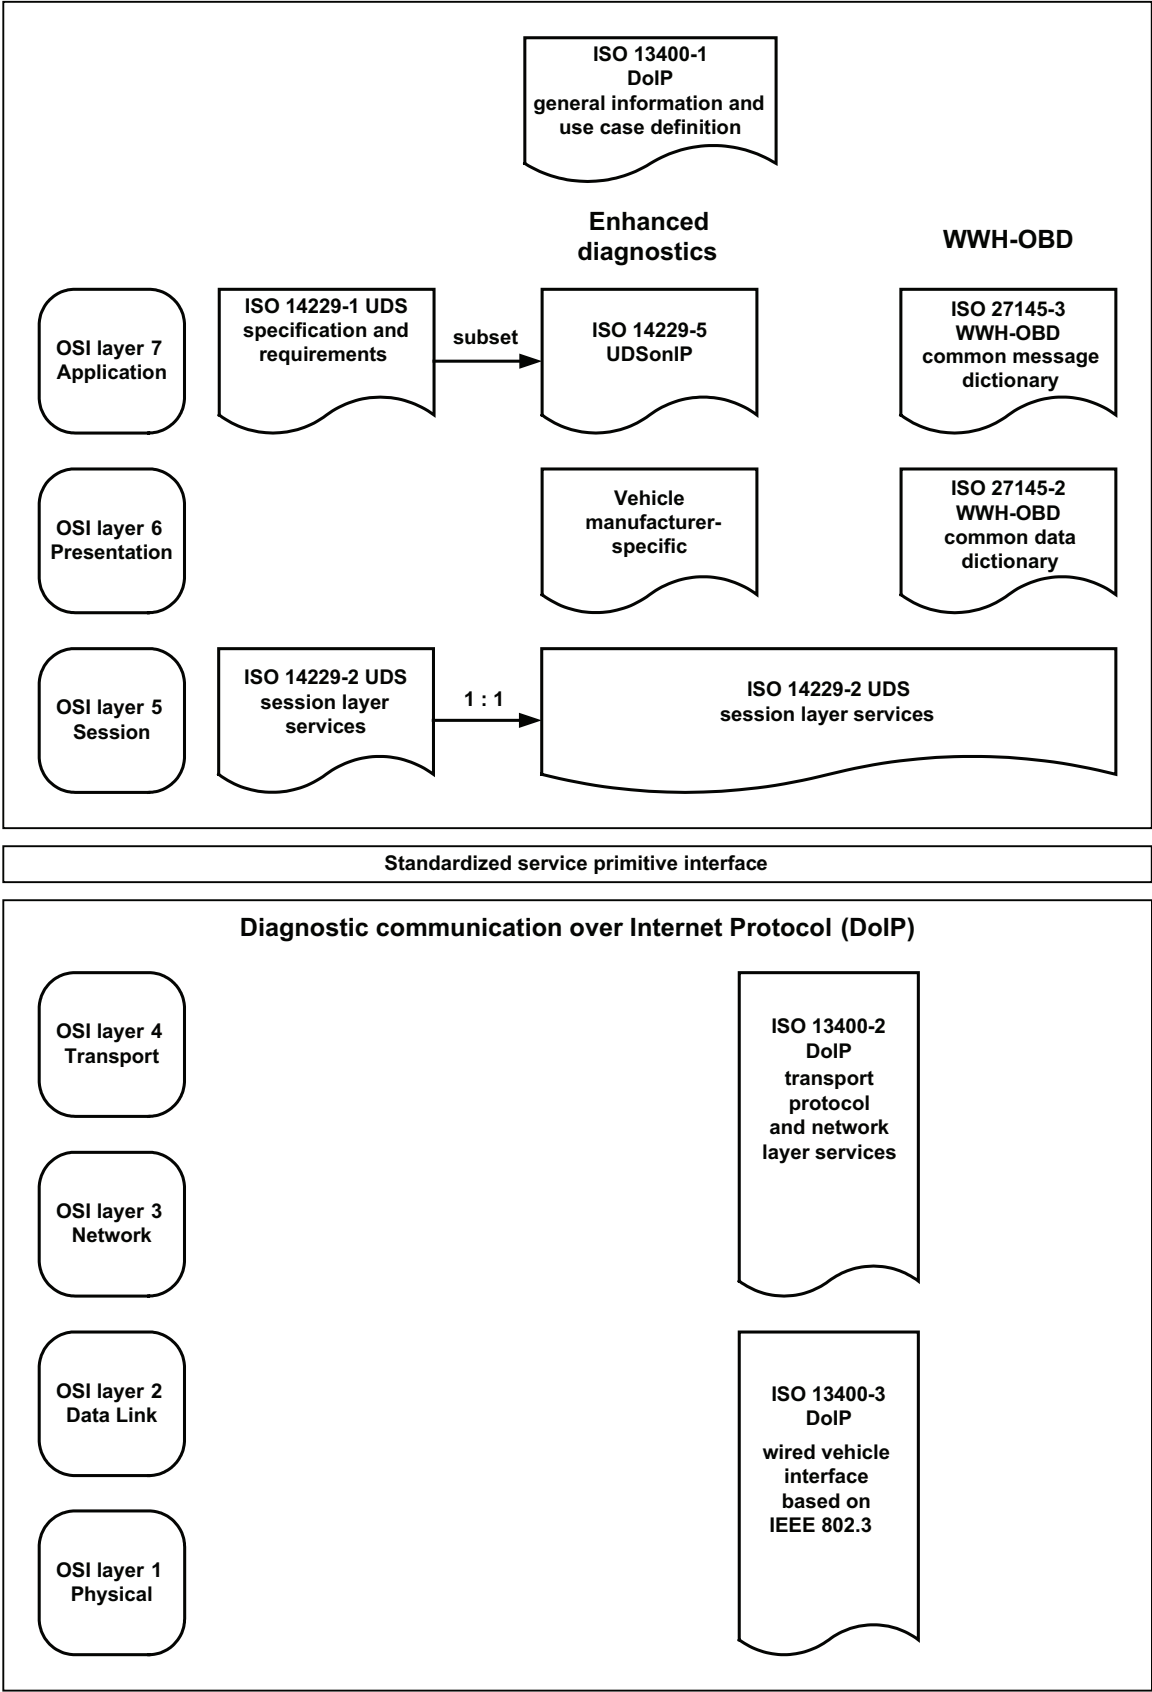 ISO 13400-1
DoIP
general information and
use case definition
Enhanced
diagnostics
WWH-OBD
OSI layer 7
Application
ISO 14229-1 UDS
specification and
requirements
subset
ISO 14229-5
UDSonIP
ISO 27145-3
WWH-OBD
common message
dictionary
OSI layer 6
Presentation
Vehicle
manufacturer-
specific
ISO 27145-2
WWH-OBD
common data
dictionary
OSI layer 5
Session
ISO 14229-2 UDS
session layer
services
1 : 1
ISO 14229-2 UDS
session layer services
Standardized service primitive interface
Diagnostic communication over Internet Protocol (DoIP)
OSI layer 4
Transport
ISO 13400-2
DoIP
transport
protocol
and network
layer services
OSI layer 3
Network
OSI layer 2
Data Link
ISO 13400-3
DoIP
wired vehicle
interface
based on
IEEE 802.3
OSI layer 1
Physical